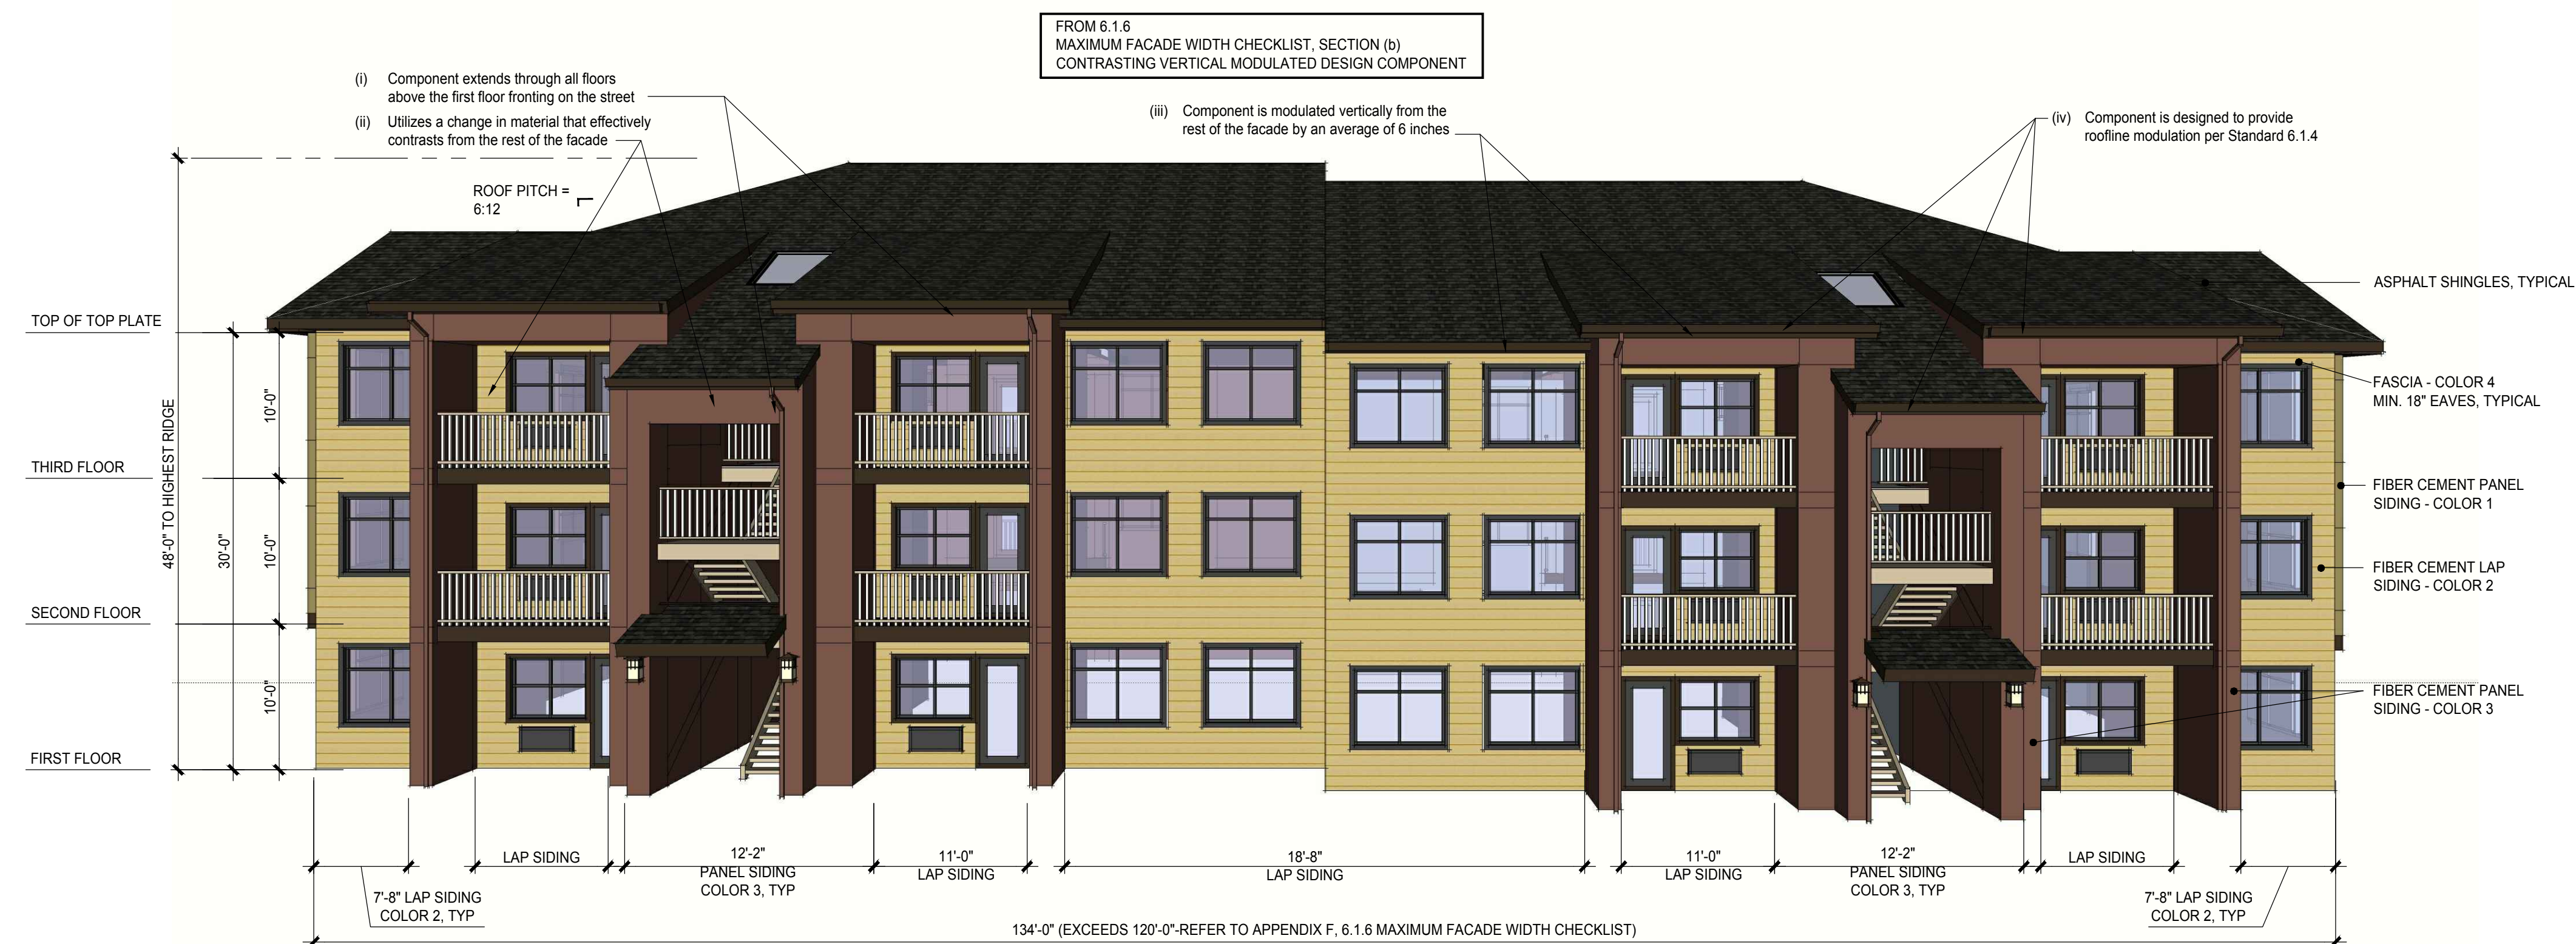 FROM 6.1.6
MAXIMUM FACADE WIDTH CHECKLIST, SECTION (b)
CONTRASTING VERTICAL MODULATED DESIGN COMPONENT
(i) Component extends through all floors
above the first floor fronting on the street
(ii) Utilizes a change in material that effectively
contrasts from the rest of the facade
(iii) Component is modulated vertically from the
rest of the facade by an average of 6 inches
(iv) Component is designed to provide
roofline modulation per Standard 6.1.4
ROOF PITCH =
6:12
TOP OF TOP PLATE
THIRD FLOOR
SECOND FLOOR
FIRST FLOOR
48'-0" TO HIGHEST RIDGE
30'-0"
10'-0"
10'-0"
10'-0"
ASPHALT SHINGLES, TYPICAL
FASCIA - COLOR 4
MIN. 18" EAVES, TYPICAL
FIBER CEMENT PANEL
SIDING - COLOR 1
FIBER CEMENT LAP
SIDING - COLOR 2
FIBER CEMENT PANEL
SIDING - COLOR 3
7'-8" LAP SIDING
COLOR 2, TYP
LAP SIDING
12'-2"
PANEL SIDING
COLOR 3, TYP
11'-0"
LAP SIDING
18'-8"
LAP SIDING
11'-0"
LAP SIDING
12'-2"
PANEL SIDING
COLOR 3, TYP
LAP SIDING
7'-8" LAP SIDING
COLOR 2, TYP
134'-0" (EXCEEDS 120'-0"-REFER TO APPENDIX F, 6.1.6 MAXIMUM FACADE WIDTH CHECKLIST)